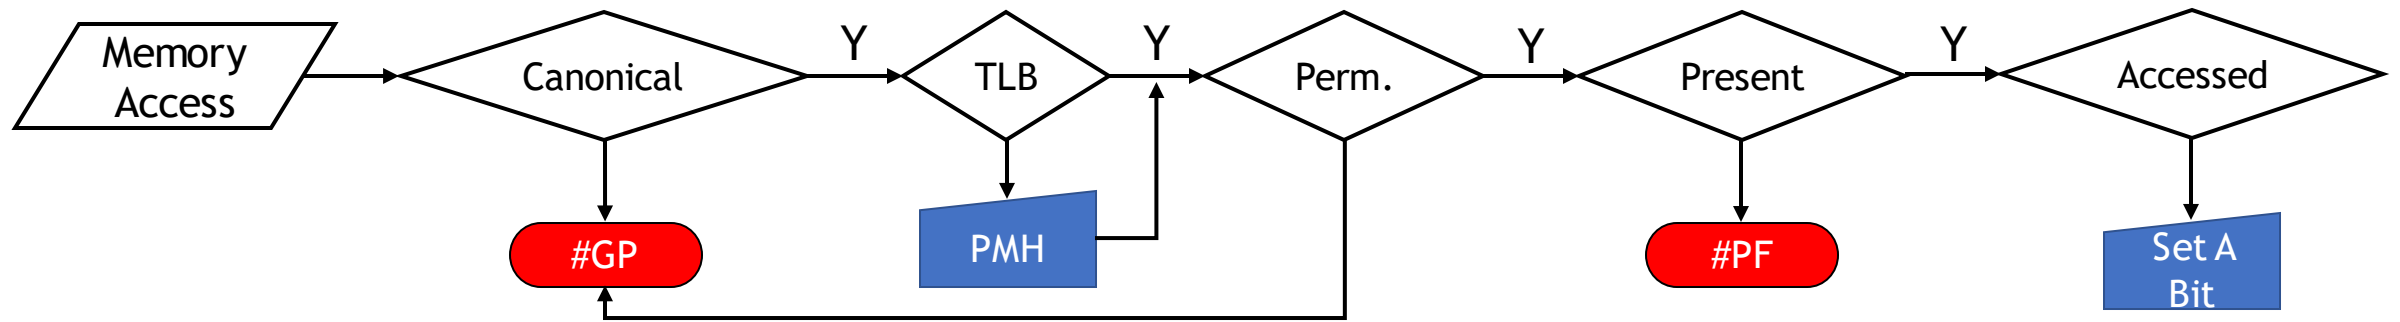 Memory
Access
Canonical
Y
TLB
Y
Perm.
Y
Present
Y
Accessed
#GP
PMH
#PF
Set A
Bit